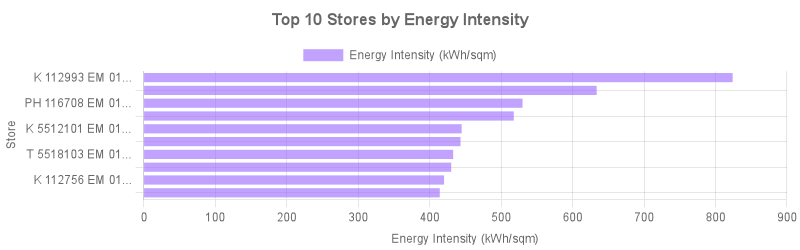 Top 10 Stores by Energy Intensity
Energy Intensity (kWh/sqm)
K 112993 EM 01...
PH 116708 EM 01...
K 5512101 EM 01...
T 5518103 EM 01...
K 112756 EM 01...
Store
0 100 200 300 400 500 600 700 800 900
Energy Intensity (kWh/sqm)